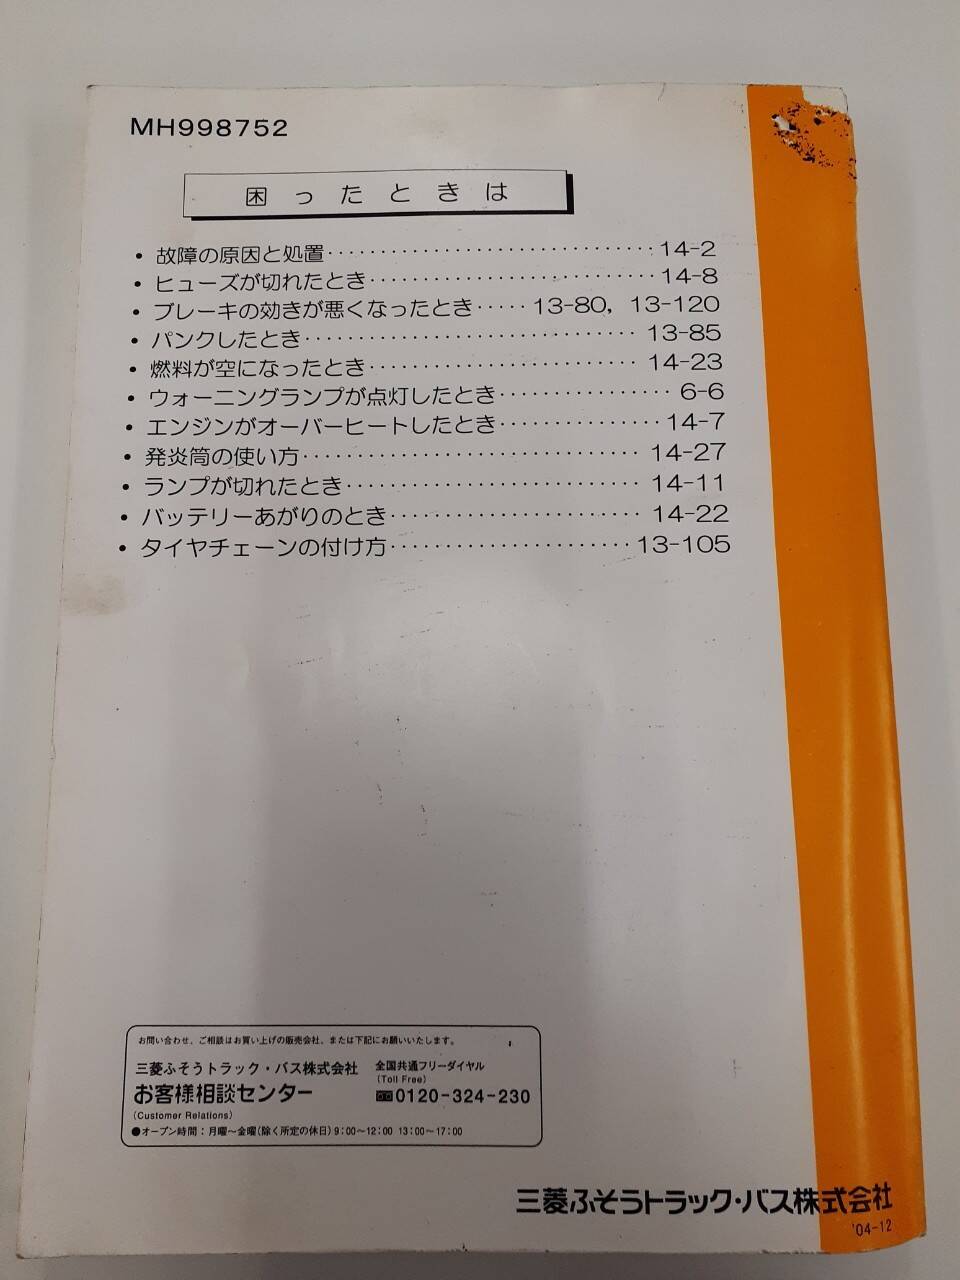 MH998752
困ったときは
• 故障の原因と処置································14-2
• ヒューズが切れたとき····························14-8
• ブレーキの効きが悪くなったとき·····13-80, 13-120
• パンクしたとき·································13-85
• 燃料が空になったとき··························14-23
• ウォーニングランプが点灯したとき················6-6
• エンジンがオーバーヒートしたとき···············14-7
• 発炎筒の使い方·································14-27
• ランプが切れたとき·····························14-11
• バッテリーあがりのとき························14-22
• タイヤチェーンの付け方·······················13-105
お問い合わせ、ご相談はお買い上げの販売会社、または下記にお願いいたします。
三菱ふそうトラック・バス株式会社 全国共通フリーダイヤル
(Toll Free)
お客様相談センター 0120-324-230
(Customer Relations)
●オープン時間：月曜～金曜(除く所定の休日) 9:00～12:00 13:00～17:00
三菱ふそうトラック・バス株式会社
'04-12